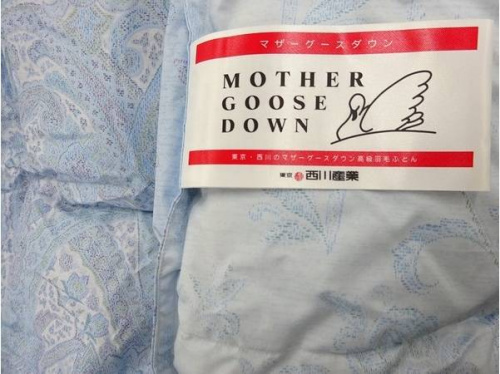 マザーグースダウン
MOTHER
GOOSE
DOWN
東京・西川のマザーグースダウン高級羽毛ふとん
東京 西川産業